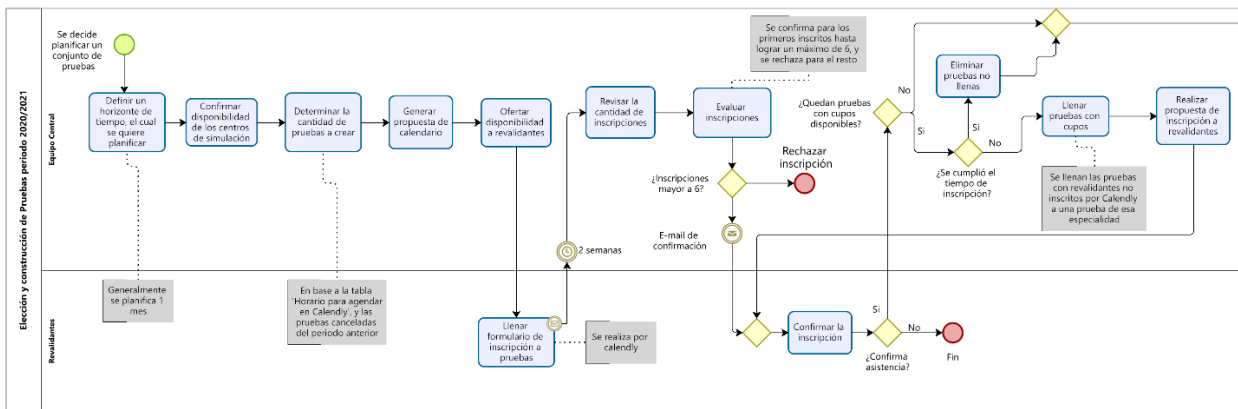 Elección y construcción de Pruebas periodo 2020/2021
Equipo Central
Revalidantes
Se decide
planificar un
conjunto de
pruebas
Definir un
horizonte de
tiempo, el cual
se quiere
planificar
Confirmar
disponibilidad
de los centros
de simulación
Determinar la
cantidad de
pruebas a crear
Generar
propuesta de
calendario
Ofertar
disponibilidad a
revalidantes
Revisar la
cantidad de
inscripciones
Evaluar
inscripciones
Se confirma para los
primeros inscritos hasta
lograr un máximo de 6, y
se rechaza para el resto
¿Inscripciones
mayor a 6?
Rechazar
inscripción
E-mail de
confirmación
2 semanas
¿Quedan pruebas
con cupos
disponibles?
No
Si
Eliminar
pruebas no
llenas
Si
No
¿Se cumplió el
tiempo de
inscripción?
Llenar
pruebas con
cupos
Realizar
propuesta de
inscripción a
revalidantes
Se llenan las pruebas
con revalidantes no
inscritos por Calendly
a una prueba de esa
especialidad
Generalmente
se planifica 1
mes
En base a la tabla
'Horario para agendar
en Calendly', y las
pruebas canceladas
del periodo anterior
Llenar
formulario de
inscripción a
pruebas
Se realiza por
calendly
Confirmar la
inscripción
Si
No
¿Confirma
asistencia?
Fin